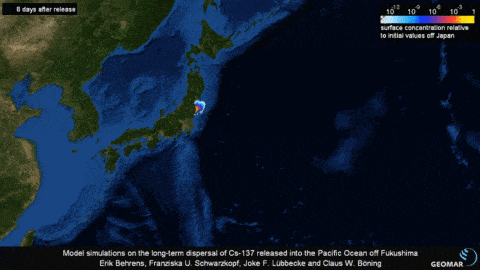 6 days after release
10⁻¹⁵ 10⁻⁹ 10⁻⁶ 10⁻³ 1
surface concentration relative
to initial values off Japan
Model simulations on the long-term dispersal of Cs-137 released into the Pacific Ocean off Fukushima
Erik Behrens, Franziska U. Schwarzkopf, Joke F. Lübbecke and Claus W. Böning
GEOMAR